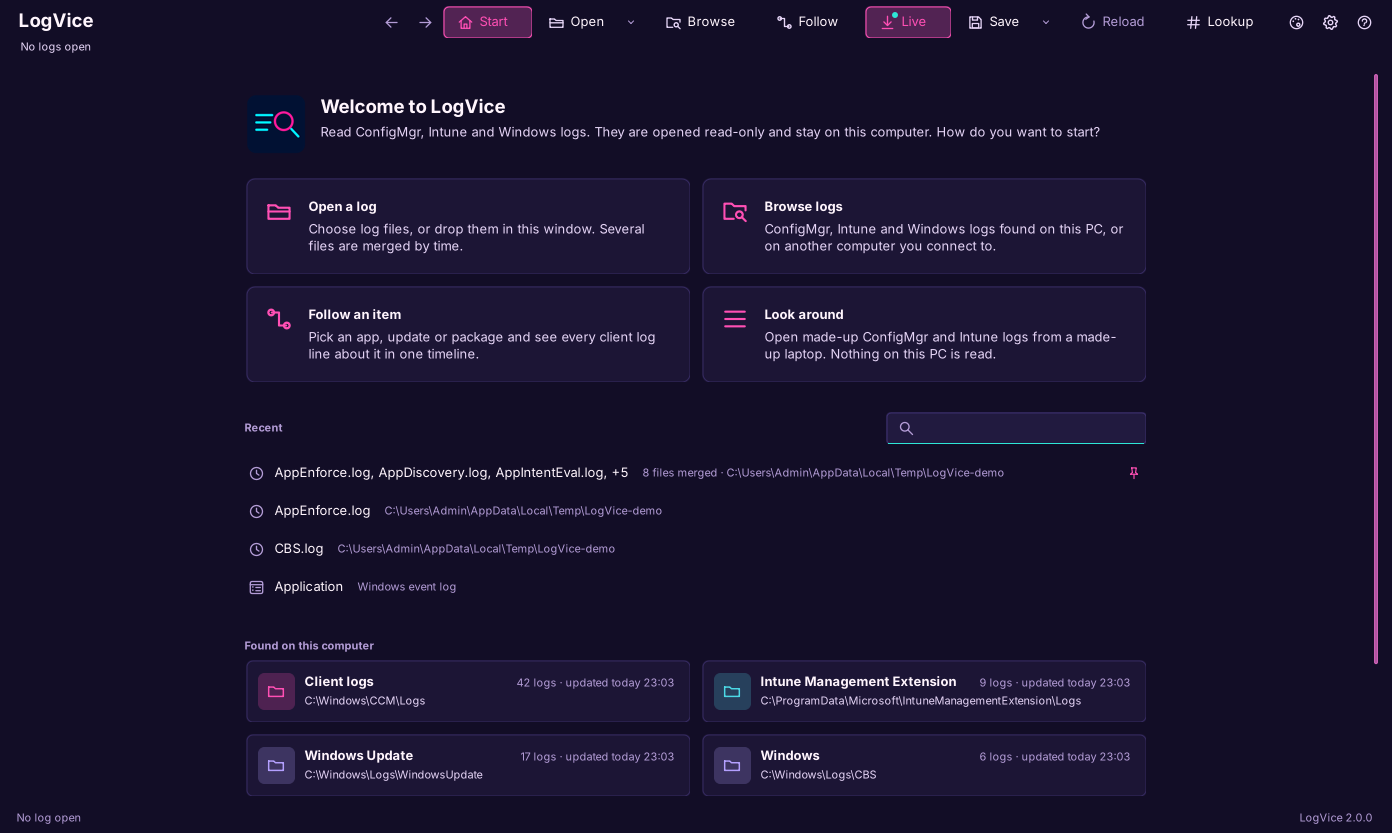 LogVice
Start
Open
Browse
Follow
Live
Save
Reload
Lookup
No logs open
Welcome to LogVice
Read ConfigMgr, Intune and Windows logs. They are opened read-only and stay on this computer. How do you want to start?
Open a log
Choose log files, or drop them in this window. Several
files are merged by time.
Browse logs
ConfigMgr, Intune and Windows logs found on this PC, or
on another computer you connect to.
Follow an item
Pick an app, update or package and see every client log
line about it in one timeline.
Look around
Open made-up ConfigMgr and Intune logs from a made-
up laptop. Nothing on this PC is read.
Recent
AppEnforce.log, AppDiscovery.log, AppIntentEval.log, +5 8 files merged · C:\Users\Admin\AppData\Local\Temp\LogVice-demo
AppEnforce.log C:\Users\Admin\AppData\Local\Temp\LogVice-demo
CBS.log C:\Users\Admin\AppData\Local\Temp\LogVice-demo
Application Windows event log
Found on this computer
Client logs 42 logs · updated today 23:03
C:\Windows\CCM\Logs
Intune Management Extension 9 logs · updated today 23:03
C:\ProgramData\Microsoft\IntuneManagementExtension\Logs
Windows Update 17 logs · updated today 23:03
C:\Windows\Logs\WindowsUpdate
Windows 6 logs · updated today 23:03
C:\Windows\Logs\CBS
No log open
LogVice 2.0.0